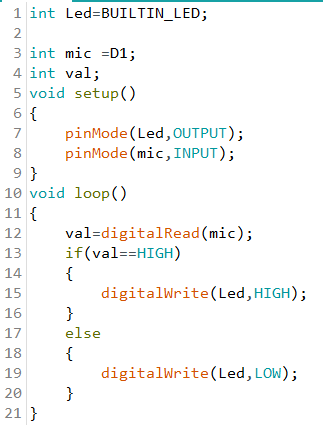 1 int Led=BUILTIN_LED;
2
3 int mic =D1;
4 int val;
5 void setup()
6 {
7     pinMode(Led,OUTPUT);
8     pinMode(mic,INPUT);
9 }
10 void loop()
11 {
12     val=digitalRead(mic);
13     if(val==HIGH)
14     {
15         digitalWrite(Led,HIGH);
16     }
17     else
18     {
19         digitalWrite(Led,LOW);
20     }
21 }